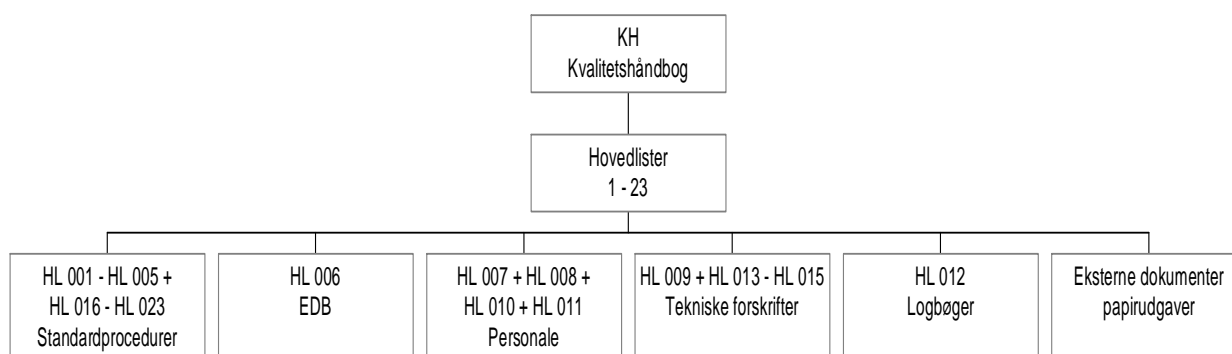 KH
Kvalitetshåndbog
Hovedlister
1 - 23
HL 001 - HL 005 +
HL 016 - HL 023
Standardprocedurer
HL 006
EDB
HL 007 + HL 008 +
HL 010 + HL 011
Personale
HL 009 + HL 013 - HL 015
Tekniske forskrifter
HL 012
Logbøger
Eksterne dokumenter
papirudgaver